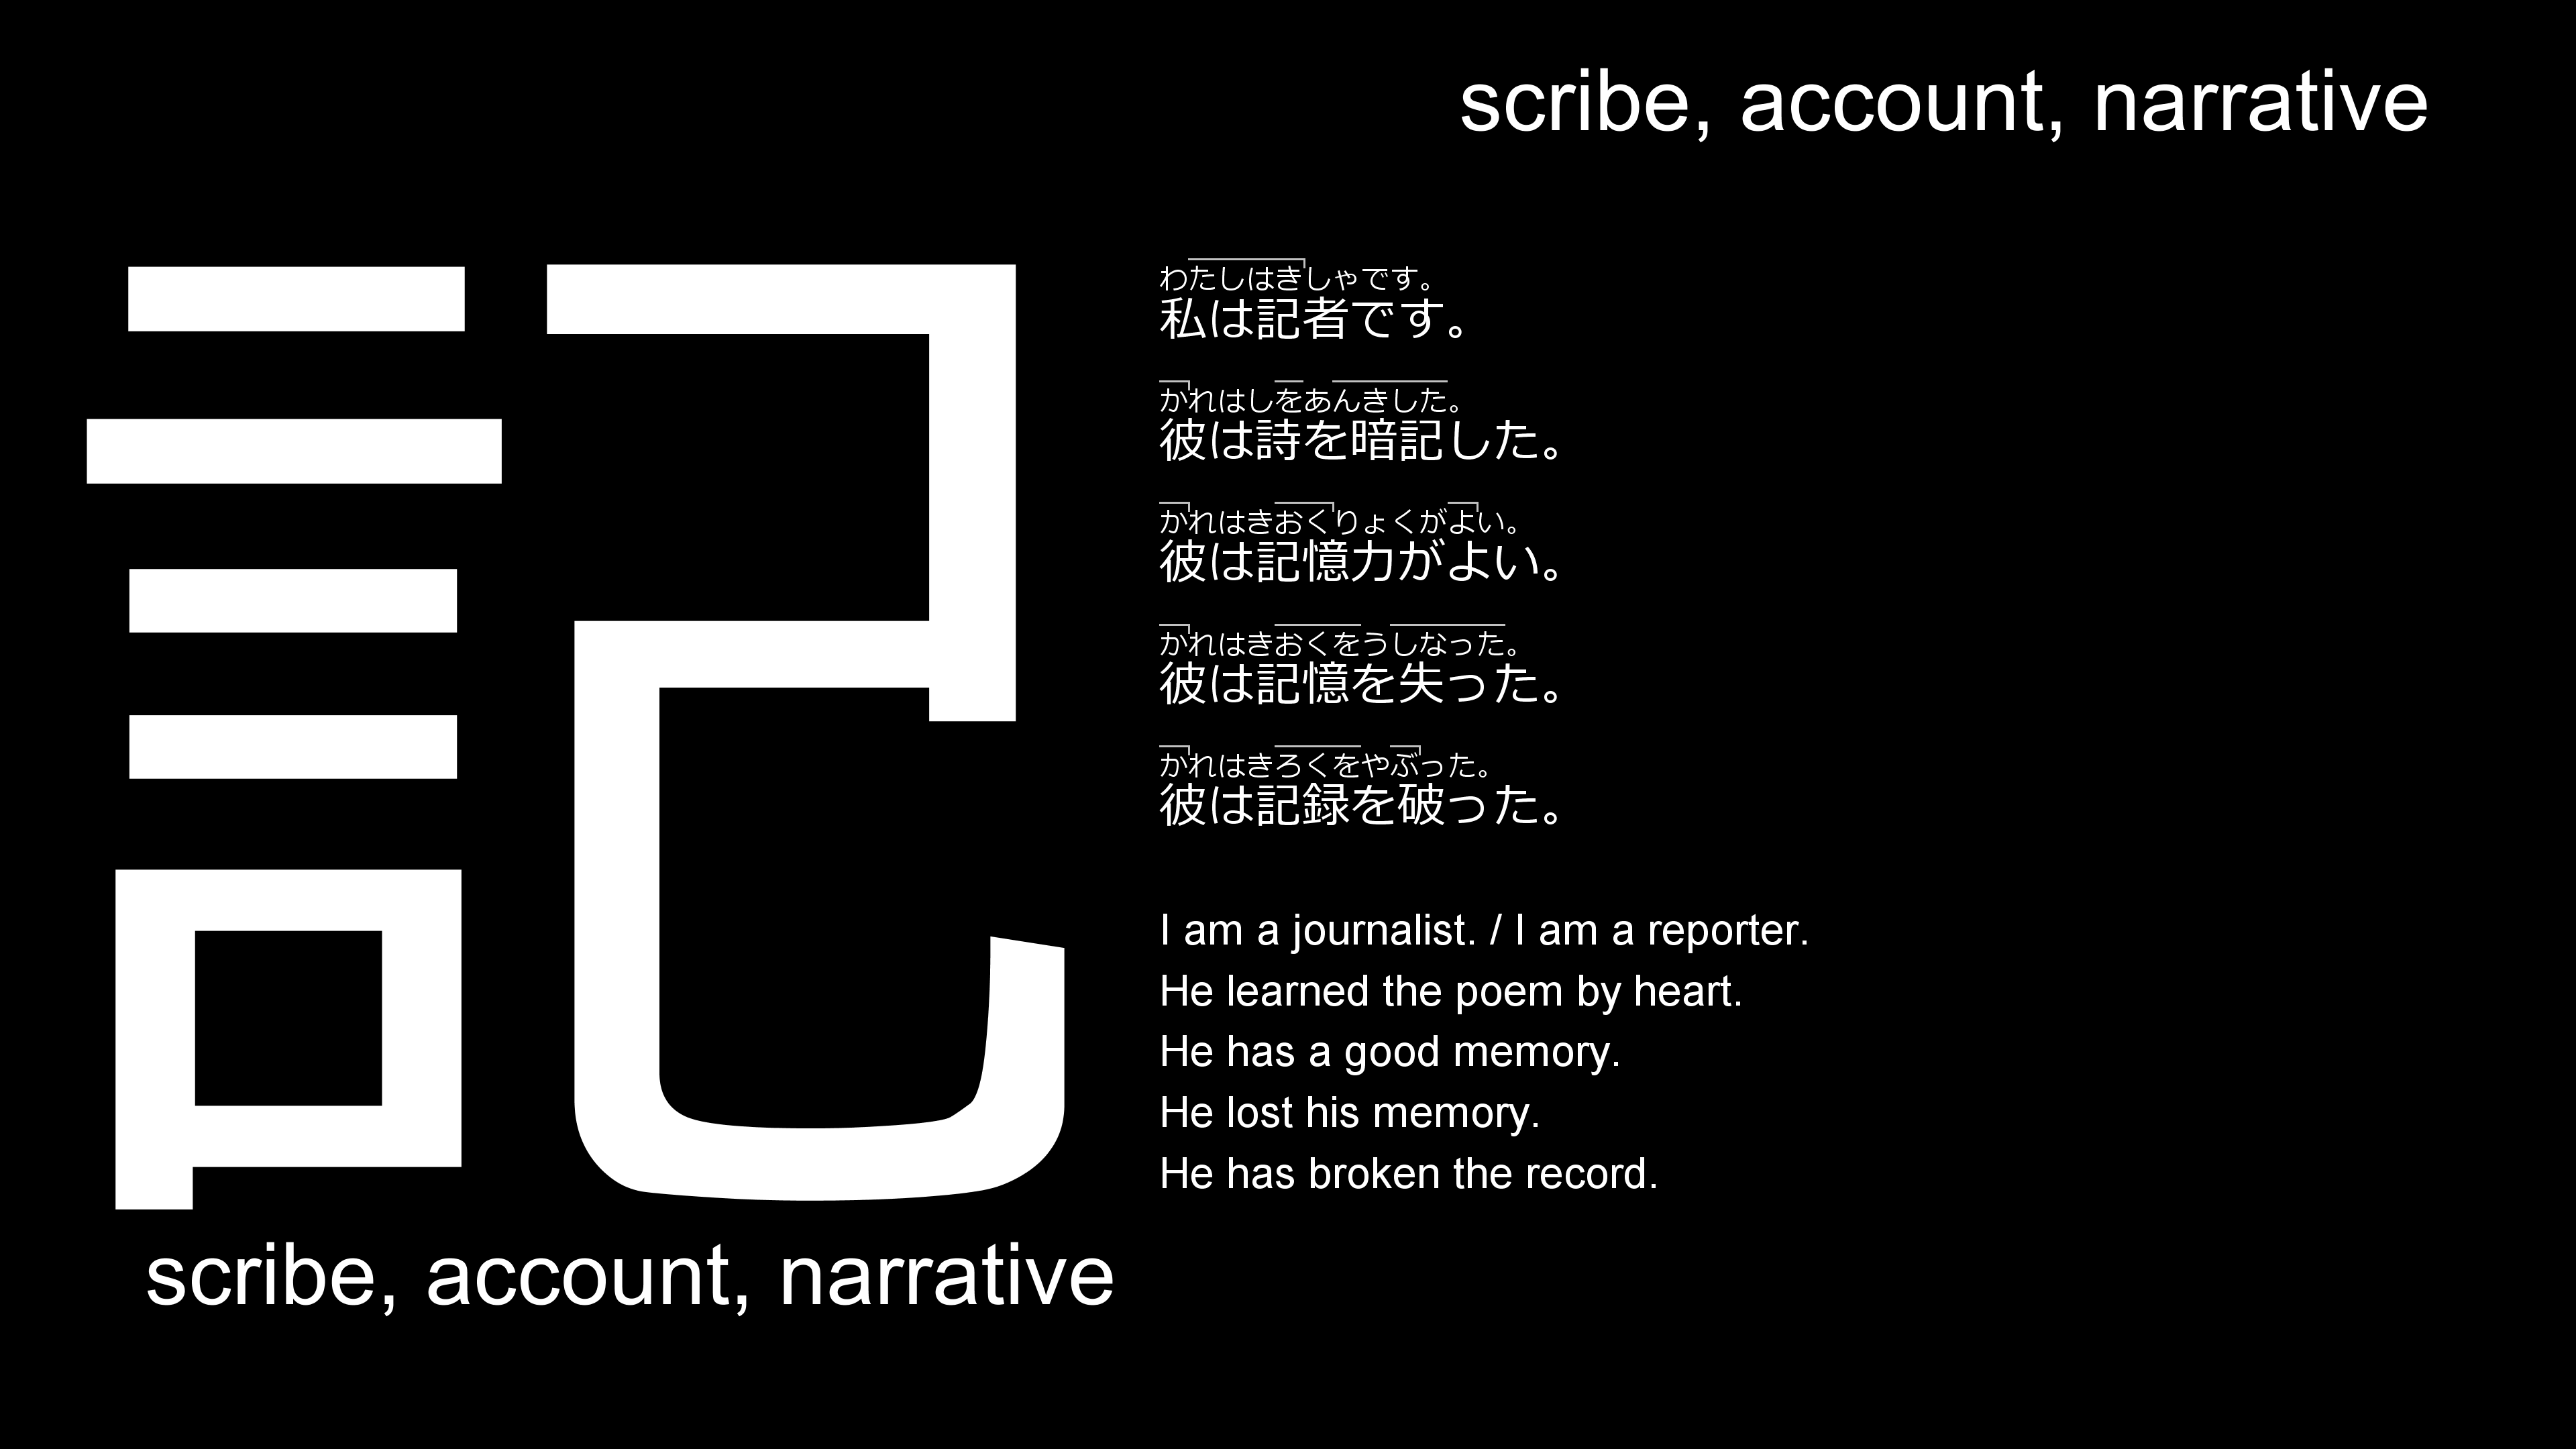 scribe, account, narrative
記
わたしはきしゃです。
私は記者です。
かれはしをあんきした。
彼は詩を暗記した。
かれはきおくりょくがよい。
彼は記憶力がよい。
かれはきおくをうしなった。
彼は記憶を失った。
かれはきろくをやぶった。
彼は記録を破った。
I am a journalist. / I am a reporter.
He learned the poem by heart.
He has a good memory.
He lost his memory.
He has broken the record.
scribe, account, narrative